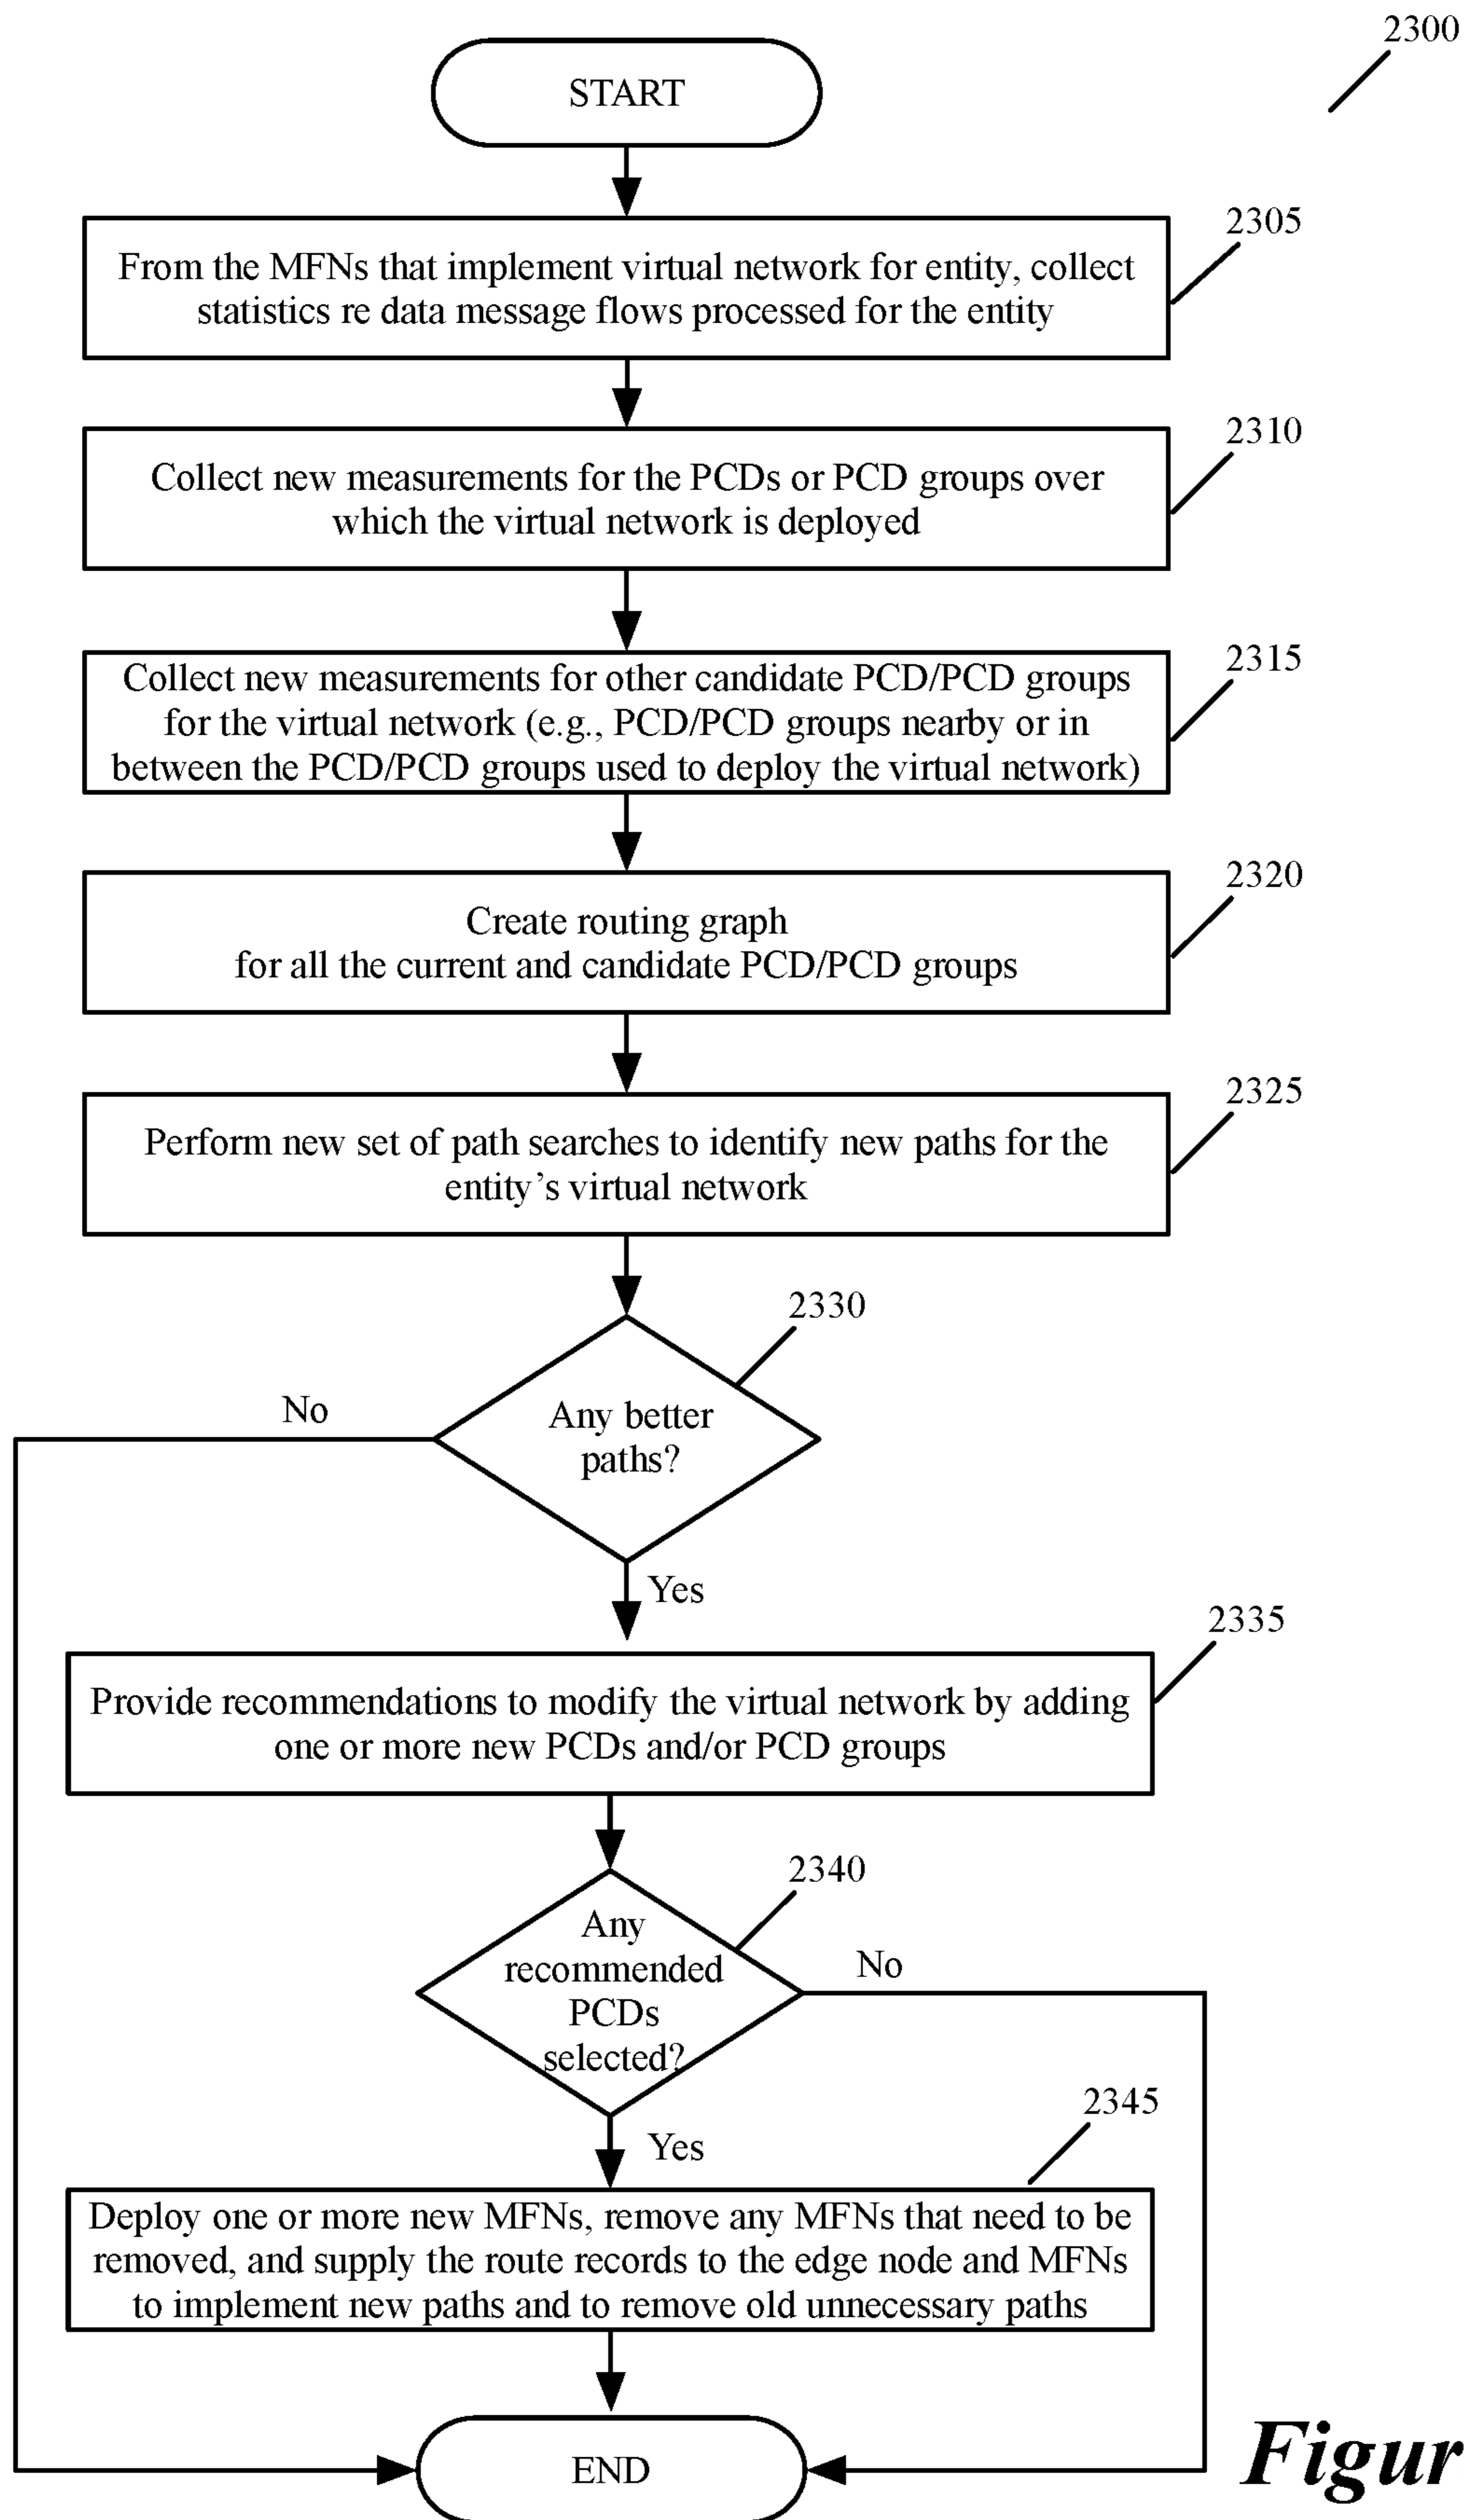 2300
START
2305
From the MFNs that implement virtual network for entity, collect
statistics re data message flows processed for the entity
2310
Collect new measurements for the PCDs or PCD groups over
which the virtual network is deployed
2315
Collect new measurements for other candidate PCD/PCD groups
for the virtual network (e.g., PCD/PCD groups nearby or in
between the PCD/PCD groups used to deploy the virtual network)
2320
Create routing graph
for all the current and candidate PCD/PCD groups
2325
Perform new set of path searches to identify new paths for the
entity’s virtual network
2330
No
Any better
paths?
Yes
2335
Provide recommendations to modify the virtual network by adding
one or more new PCDs and/or PCD groups
2340
Any
recommended
PCDs
selected?
No
Yes
2345
Deploy one or more new MFNs, remove any MFNs that need to be
removed, and supply the route records to the edge node and MFNs
to implement new paths and to remove old unnecessary paths
END
Figur